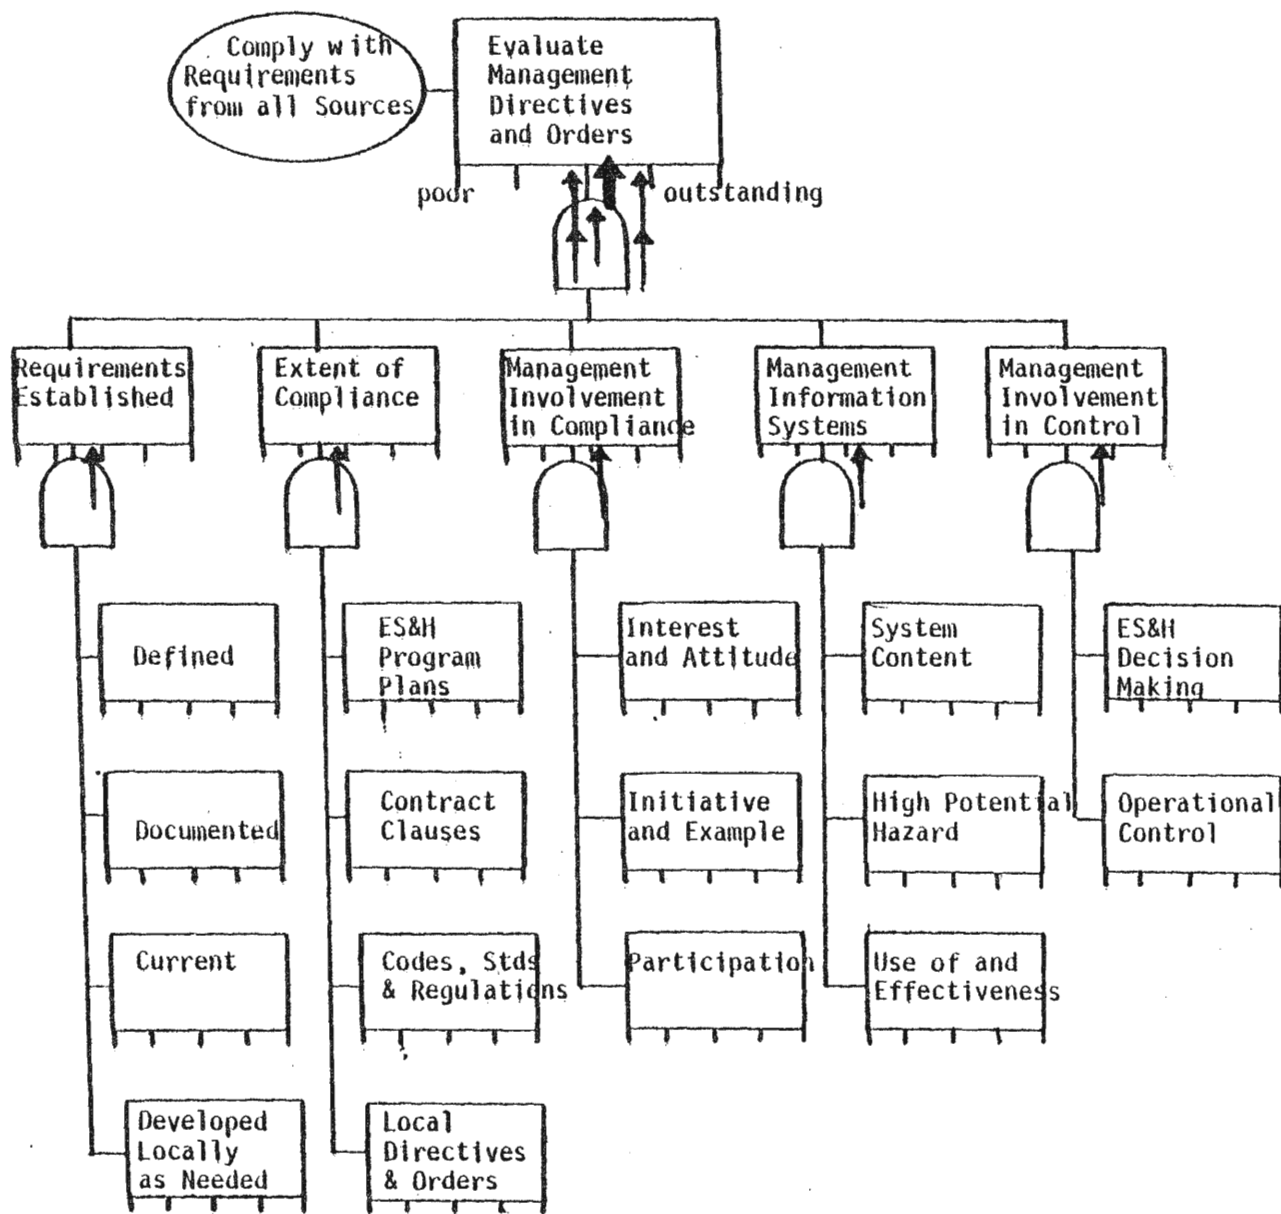 Comply with
Requirements
from all Sources
Evaluate
Management
Directives
and Orders
poor
outstanding
Requirements
Established
Extent of
Compliance
Management
Involvement
in Compliance
Management
Information
Systems
Management
Involvement
in Control
Defined
Documented
Current
Developed
Locally
as Needed
ES&H
Program
Plans
Contract
Clauses
Codes, Stds
& Regulations
Local
Directives
& Orders
Interest
and Attitude
Initiative
and Example
Participation
System
Content
High Potential
Hazard
Use of and
Effectiveness
ES&H
Decision
Making
Operational
Control